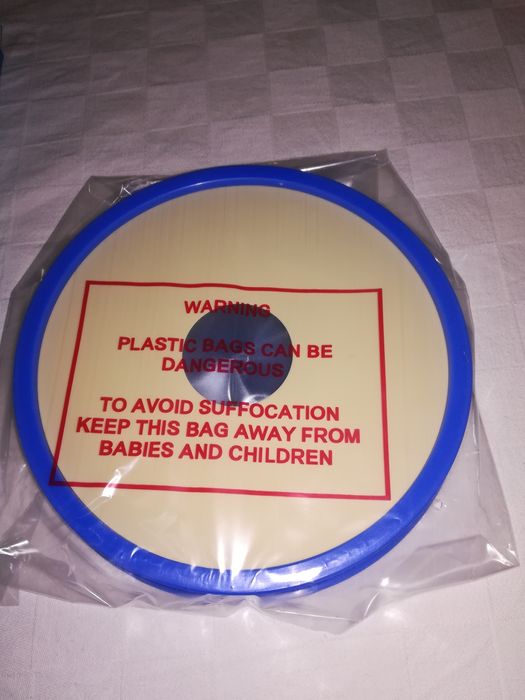 WARNING
PLASTIC BAGS CAN BE
DANGEROUS
TO AVOID SUFFOCATION
KEEP THIS BAG AWAY FROM
BABIES AND CHILDREN